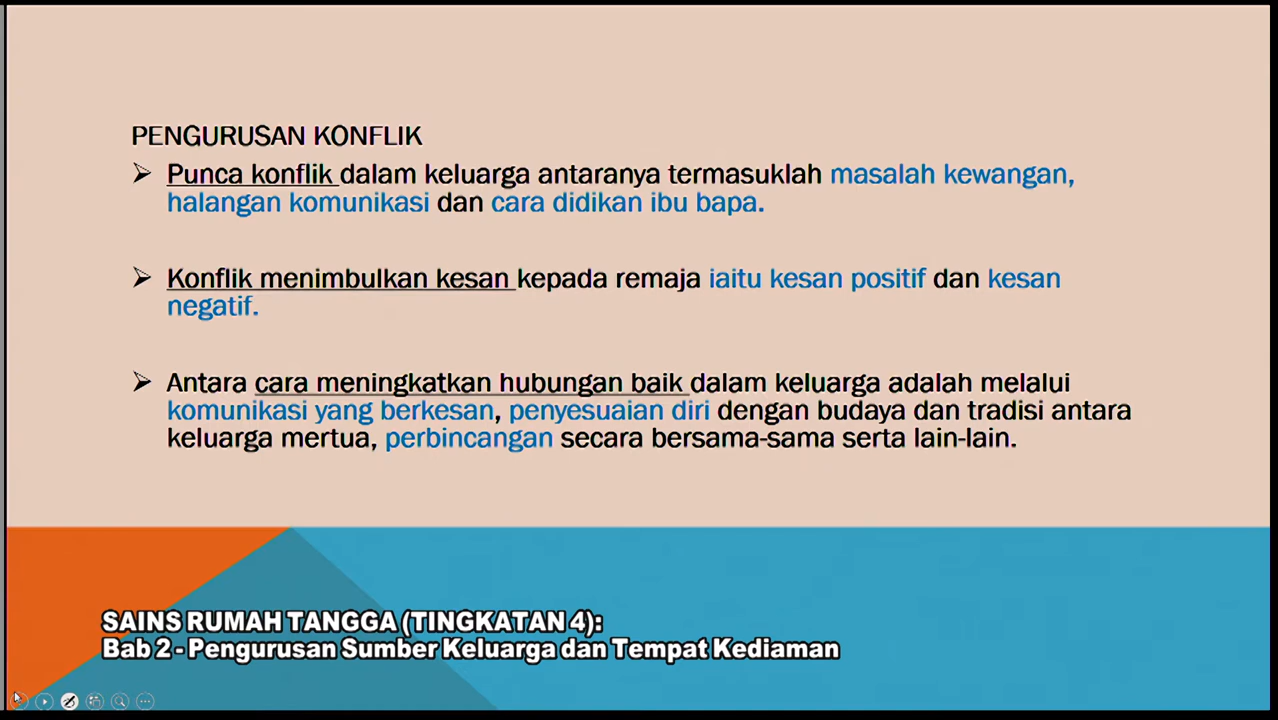 PENGURUSAN KONFLIK
Punca konflik dalam keluarga antaranya termasuklah masalah kewangan,
halangan komunikasi dan cara didikan ibu bapa.
Konflik menimbulkan kesan kepada remaja iaitu kesan positif dan kesan
negatif.
Antara cara meningkatkan hubungan baik dalam keluarga adalah melalui
komunikasi yang berkesan, penyesuaian diri dengan budaya dan tradisi antara
keluarga mertua, perbincangan secara bersama-sama serta lain-lain.
SAINS RUMAH TANGGA (TINGKATAN 4):
Bab 2 - Pengurusan Sumber Keluarga dan Tempat Kediaman